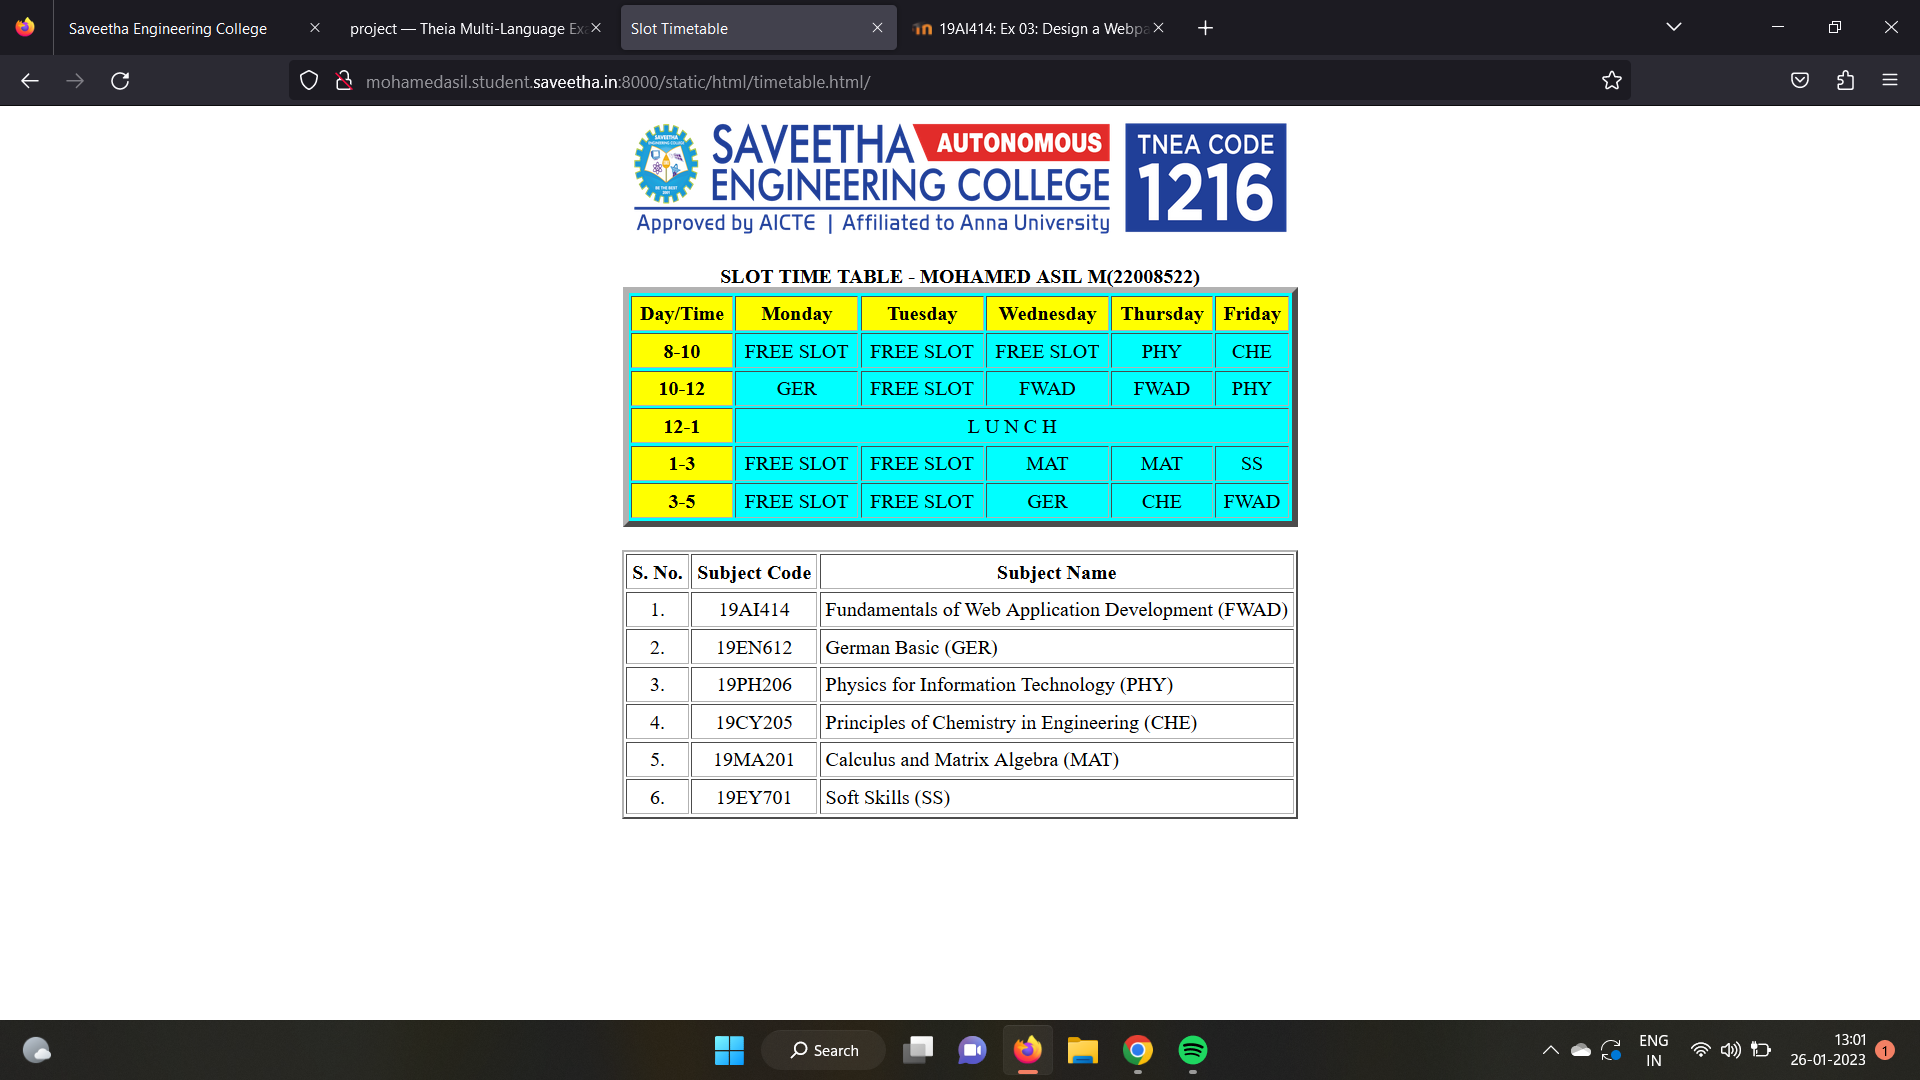 Saveetha Engineering College
project — Theia Multi-Language Exa
Slot Timetable
19AI414: Ex 03: Design a Webpa
mohamedasil.student.saveetha.in:8000/static/html/timetable.html/
SAVEETHA AUTONOMOUS
ENGINEERING COLLEGE
Approved by AICTE | Affiliated to Anna University
TNEA CODE
1216
SAVEETHA
ENGINEERING COLLEGE
BE THE BEST
SLOT TIME TABLE - MOHAMED ASIL M(22008522)
Day/Time Monday Tuesday Wednesday Thursday Friday
8-10 FREE SLOT FREE SLOT FREE SLOT PHY CHE
10-12 GER FREE SLOT FWAD FWAD PHY
12-1 L U N C H
1-3 FREE SLOT FREE SLOT MAT MAT SS
3-5 FREE SLOT FREE SLOT GER CHE FWAD
S. No. Subject Code Subject Name
1. 19AI414 Fundamentals of Web Application Development (FWAD)
2. 19EN612 German Basic (GER)
3. 19PH206 Physics for Information Technology (PHY)
4. 19CY205 Principles of Chemistry in Engineering (CHE)
5. 19MA201 Calculus and Matrix Algebra (MAT)
6. 19EY701 Soft Skills (SS)
Search
ENG
IN
13:01
26-01-2023
1